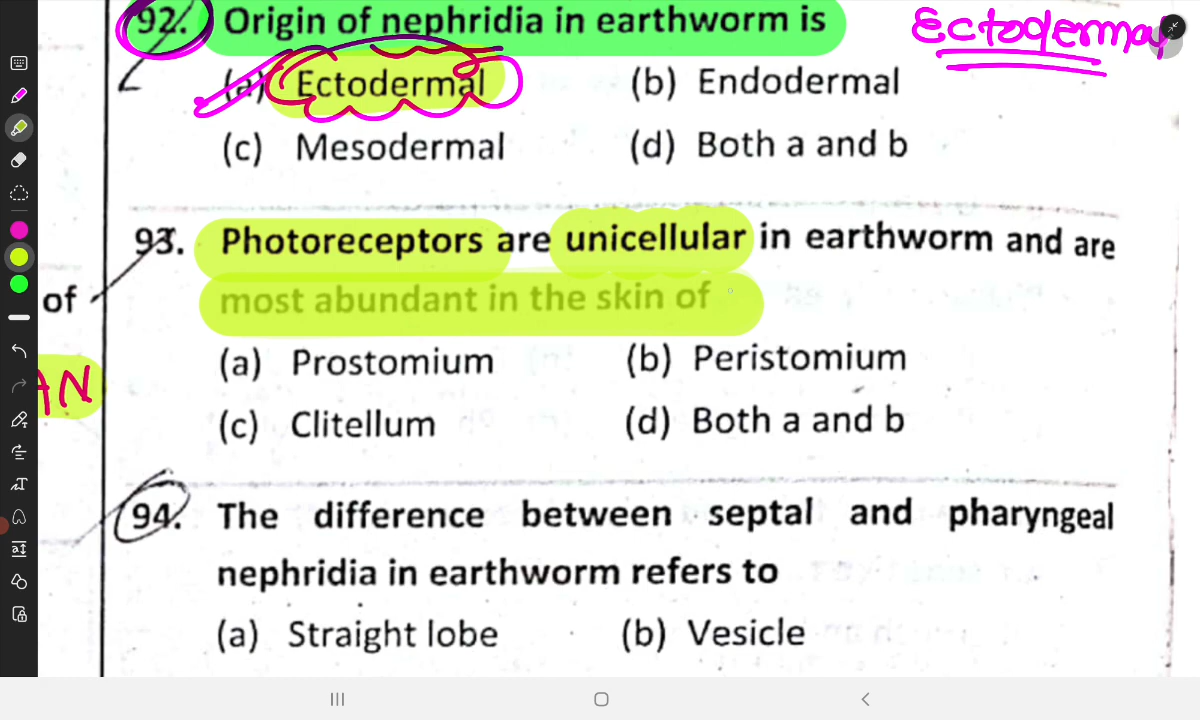 92. Origin of nephridia in earthworm is
Ectodermal
(a) Ectodermal (b) Endodermal
(c) Mesodermal (d) Both a and b
93. Photoreceptors are unicellular in earthworm and are
of
most abundant in the skin of
(a) Prostomium (b) Peristomium
AN
(c) Clitellum (d) Both a and b
94. The difference between septal and pharyngeal
nephridia in earthworm refers to
(a) Straight lobe (b) Vesicle